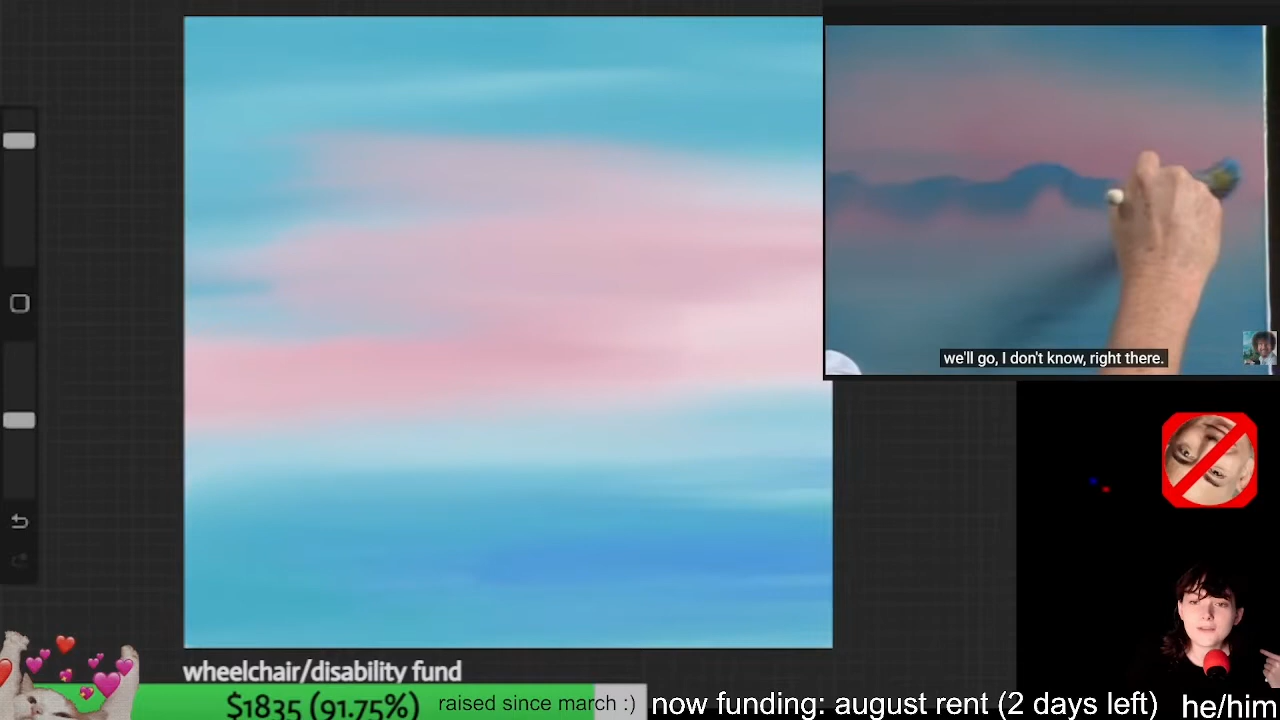 we'll go, I don't know, right there.
wheelchair/disability fund
$1835 (91.75%)
raised since march :)
now funding: august rent (2 days left)
he/him